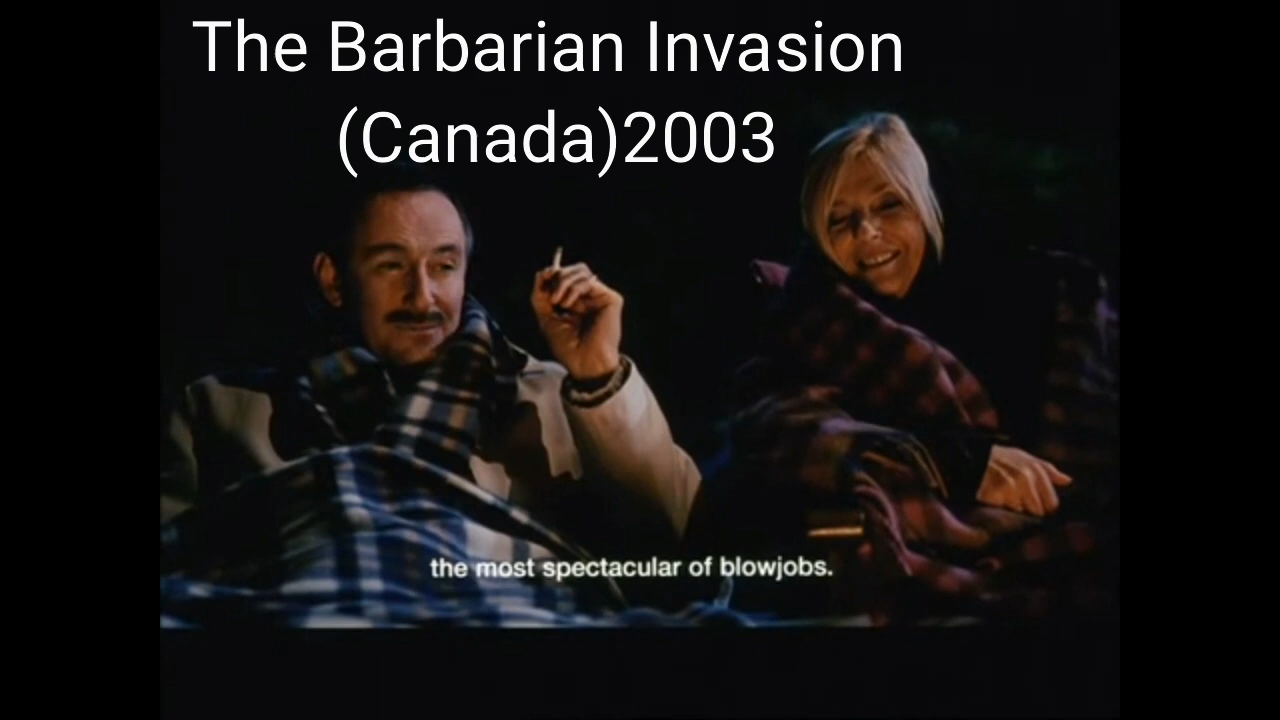 The Barbarian Invasion
(Canada)2003
the most spectacular of blowjobs.